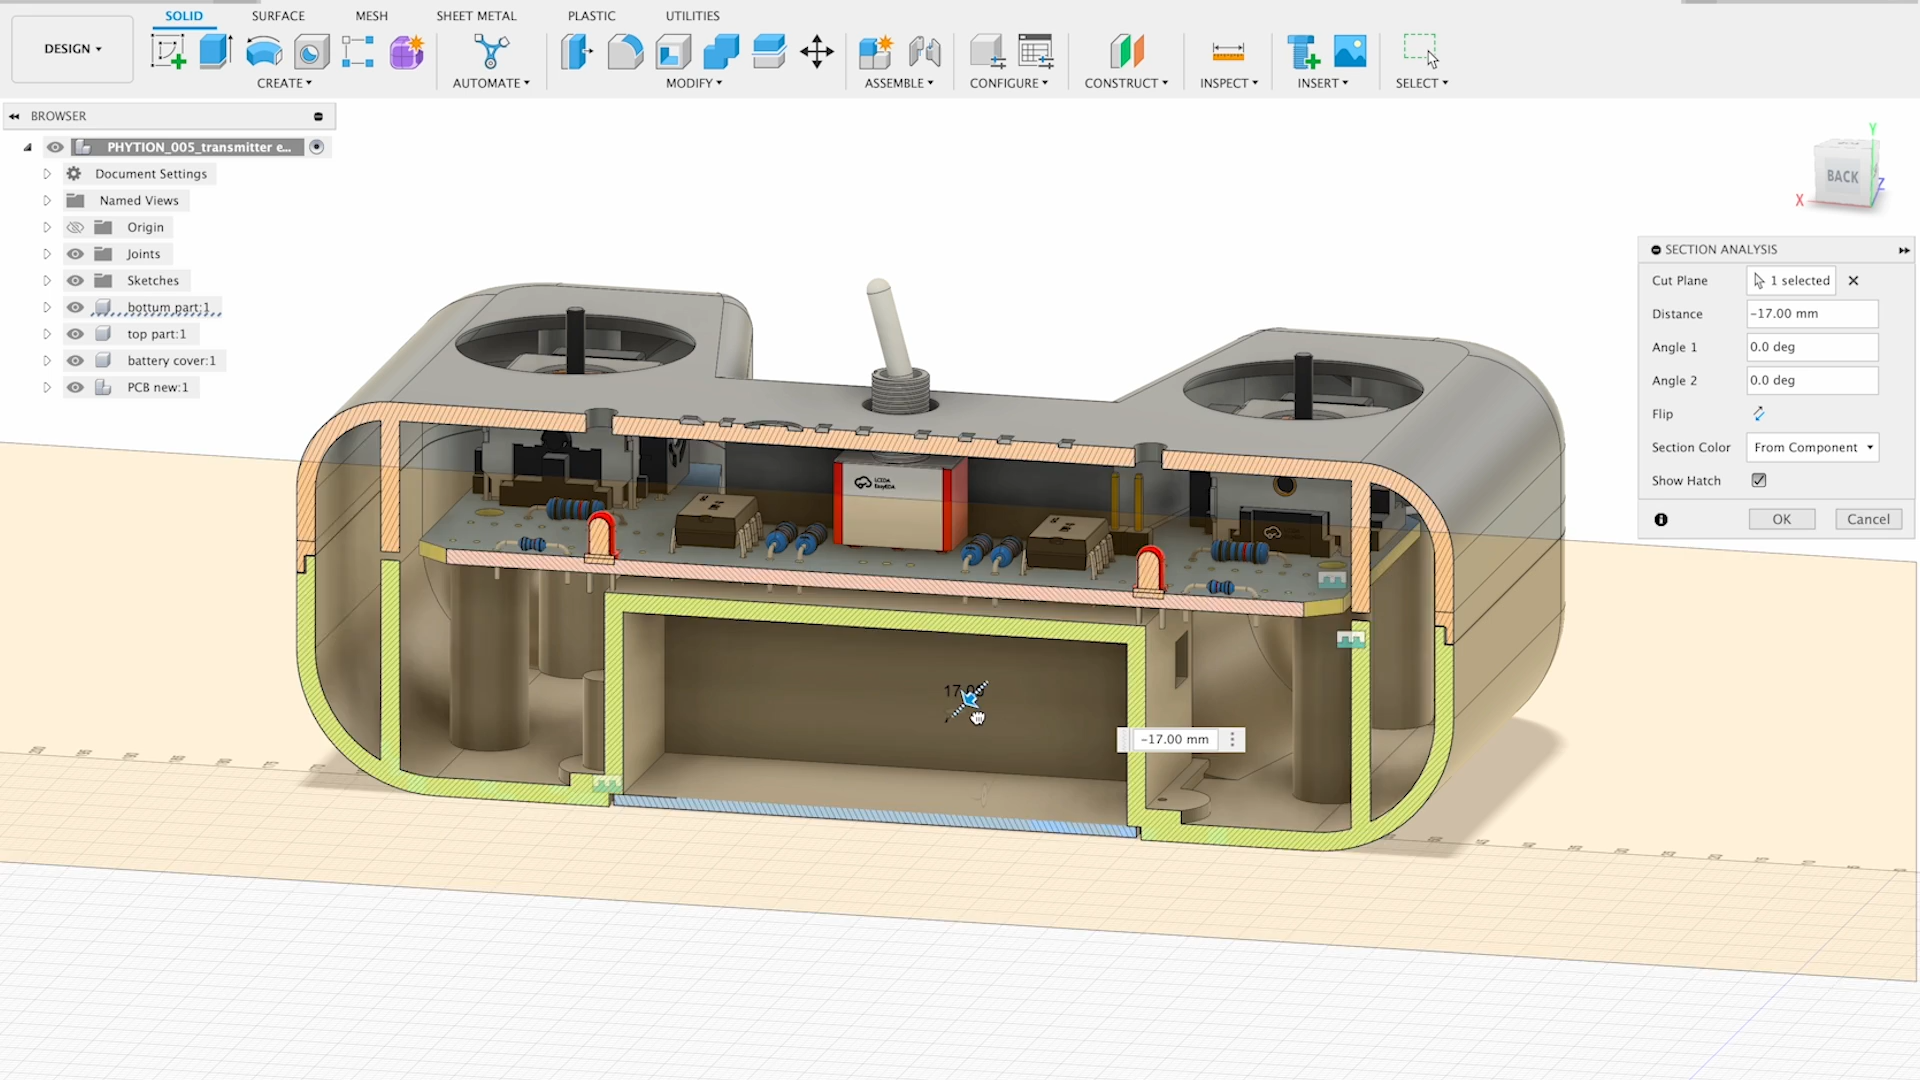 SOLID SURFACE MESH SHEET METAL PLASTIC UTILITIES
DESIGN
CREATE AUTOMATE MODIFY ASSEMBLE CONFIGURE CONSTRUCT INSPECT INSERT SELECT
BROWSER
PHYTION_005_transmitter e...
Document Settings
Named Views
Origin
Joints
Sketches
bottum part:1
top part:1
battery cover:1
PCB new:1
Y
BACK
Z
X
SECTION ANALYSIS
Cut Plane 1 selected
Distance -17.00 mm
Angle 1 0.0 deg
Angle 2 0.0 deg
Flip
Section Color From Component
Show Hatch
OK Cancel
LCEDA
EasyEDA
-17.00 mm